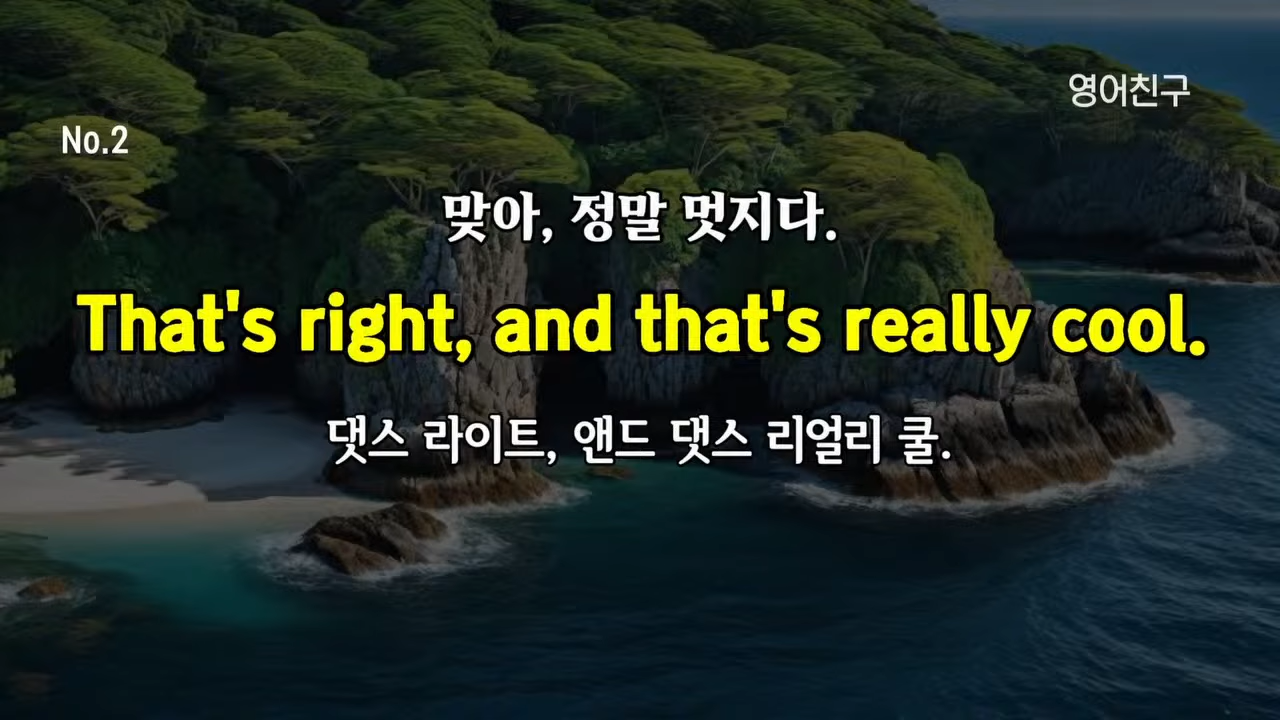 영어친구
No.2
맞아, 정말 멋지다.
That's right, and that's really cool.
댓스 라이트, 앤드 댓스 리얼리 쿨.